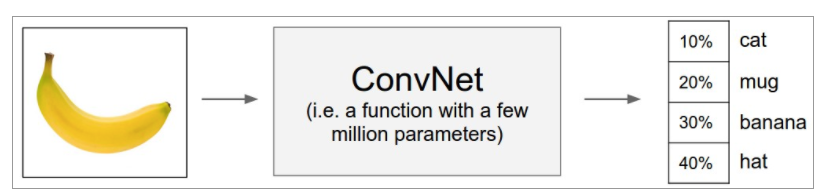 ConvNet
(i.e. a function with a few
million parameters)
10% cat
20% mug
30% banana
40% hat